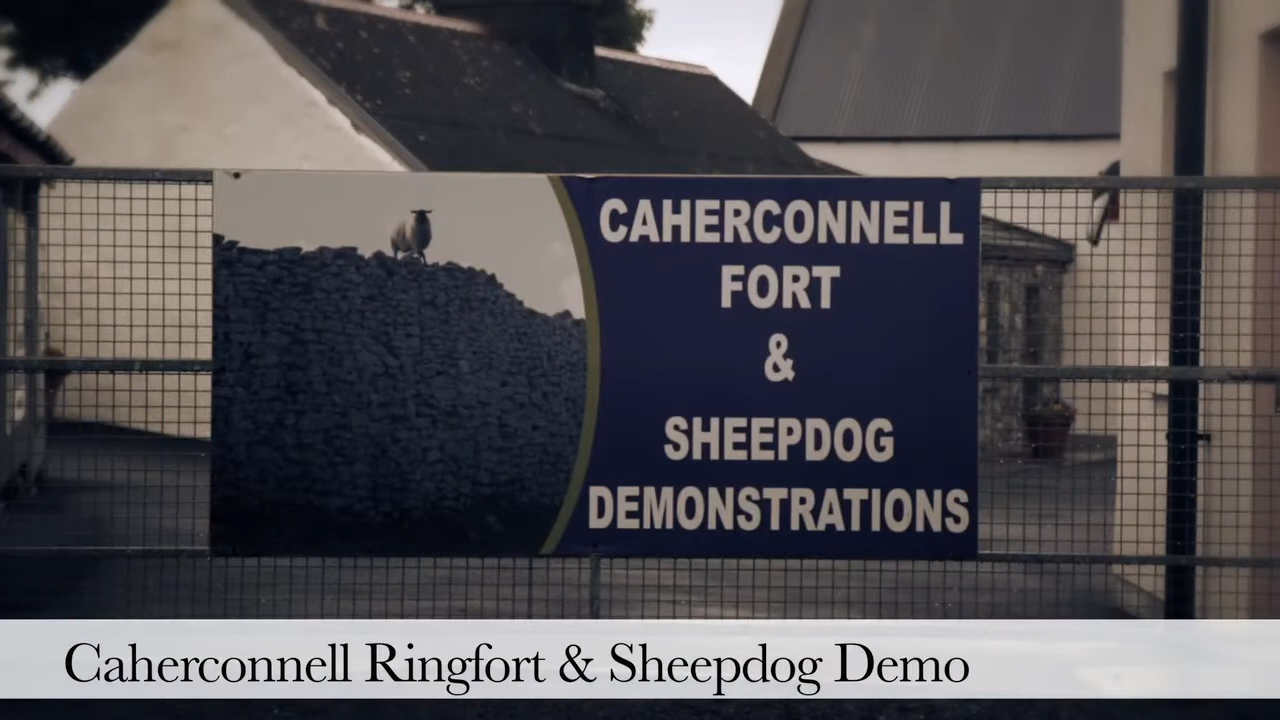 CAHERCONNELL
FORT
&
SHEEPDOG
DEMONSTRATIONS
Caherconnell Ringfort & Sheepdog Demo